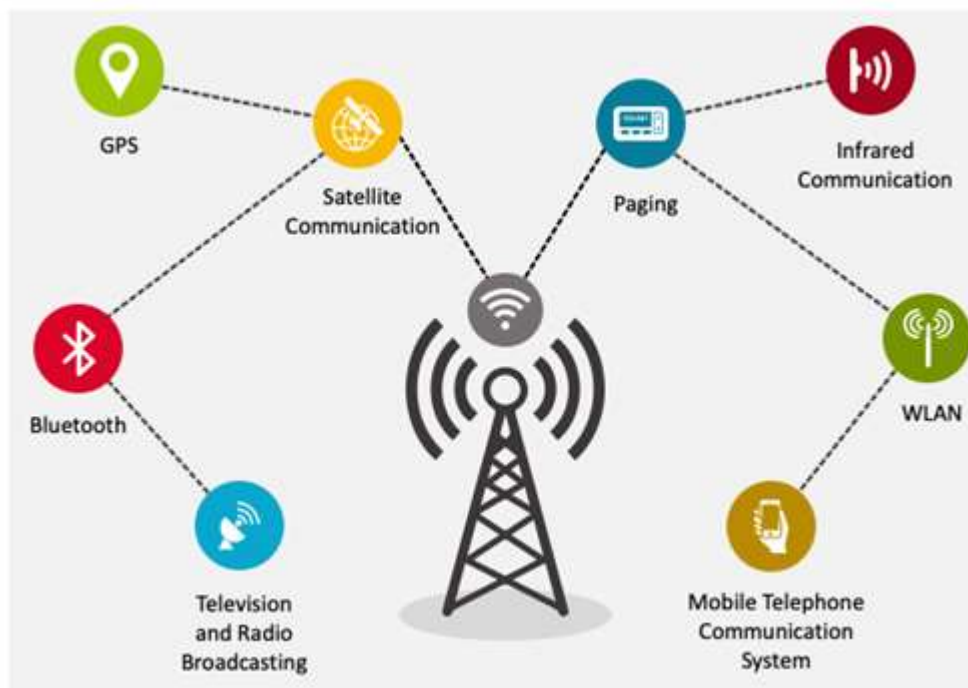 GPS
Satellite
Communication
Paging
Infrared
Communication
Bluetooth
WLAN
Television
and Radio
Broadcasting
Mobile Telephone
Communication
System